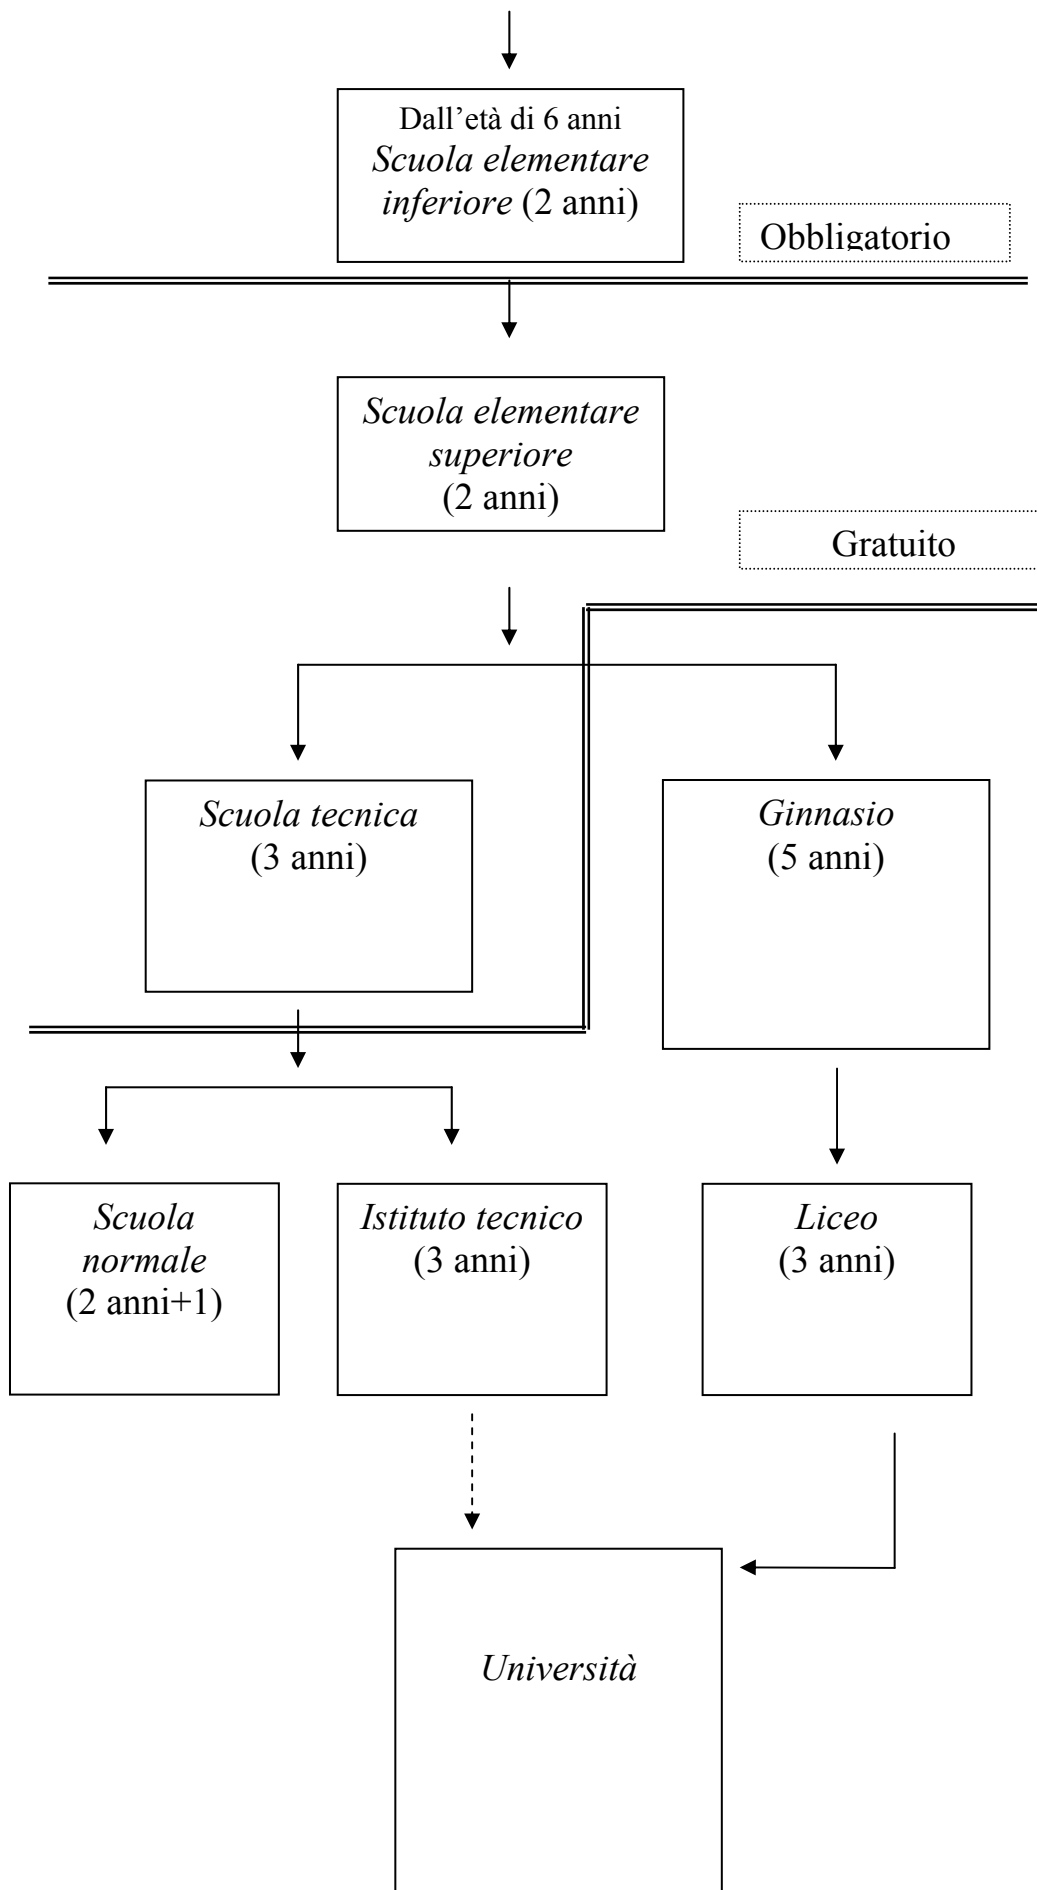 Dall’età di 6 anni
Scuola elementare
inferiore (2 anni)
Obbligatorio
Scuola elementare
superiore
(2 anni)
Gratuito
Scuola tecnica
(3 anni)
Ginnasio
(5 anni)
Scuola
normale
(2 anni+1)
Istituto tecnico
(3 anni)
Liceo
(3 anni)
Università